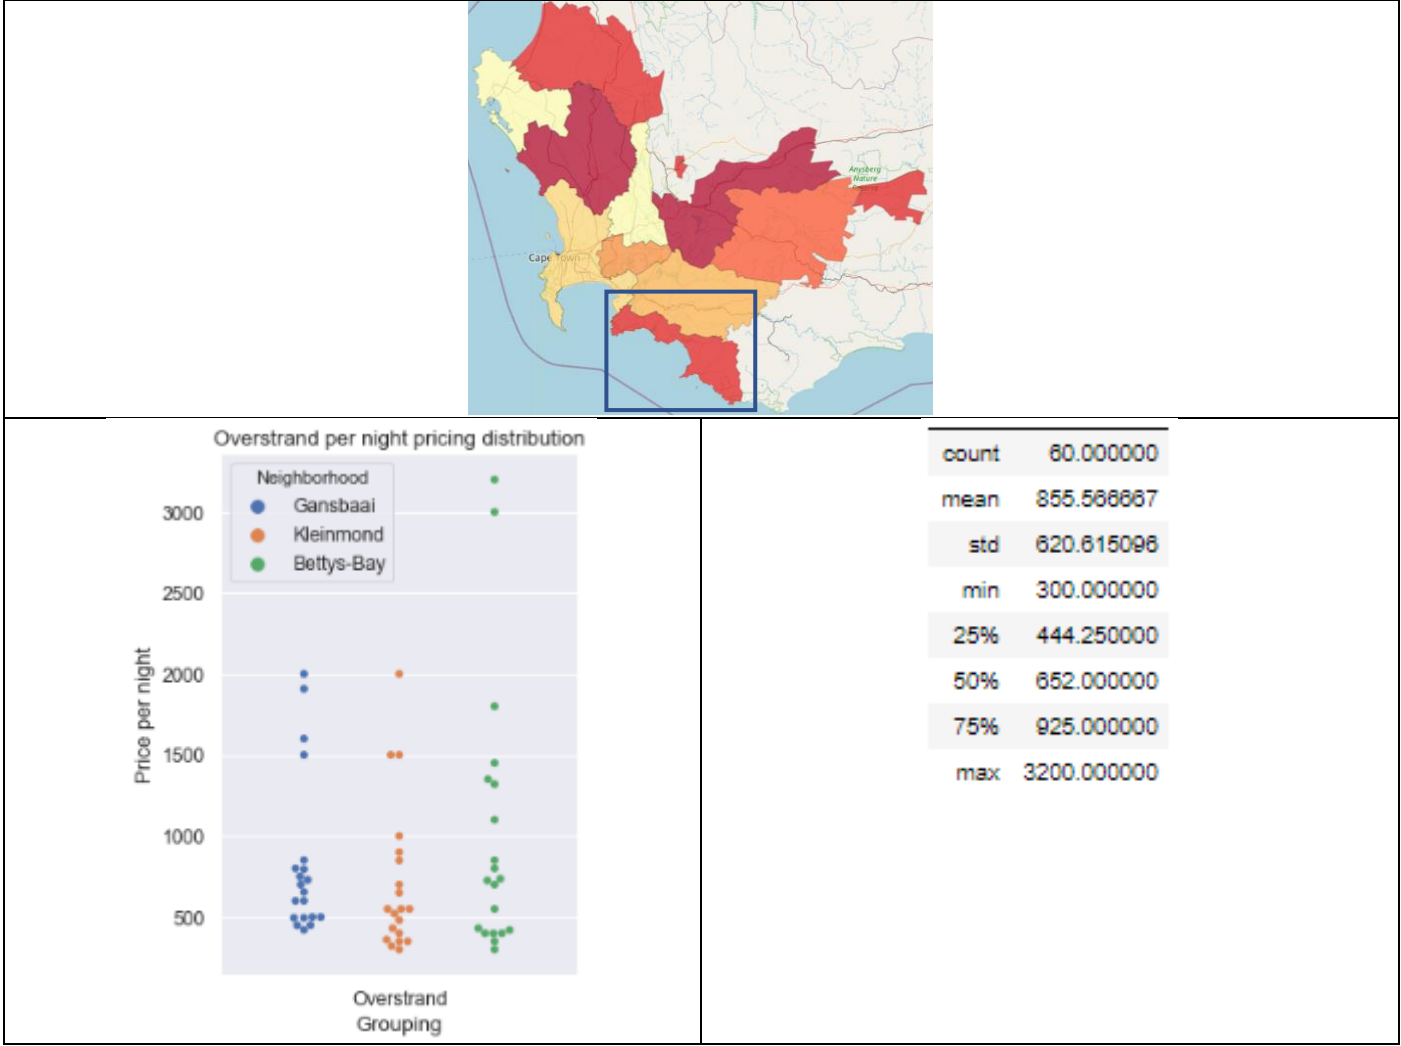 Anysberg
Nature
Reserve
Cape Town
Overstrand per night pricing distribution
Neighborhood
Gansbaai
Kleinmond
Bettys-Bay
3000
2500
2000
1500
1000
500
Price per night
Overstrand
Grouping
count 60.000000
mean 855.566667
std 620.615096
min 300.000000
25% 444.250000
50% 652.000000
75% 925.000000
max 3200.000000